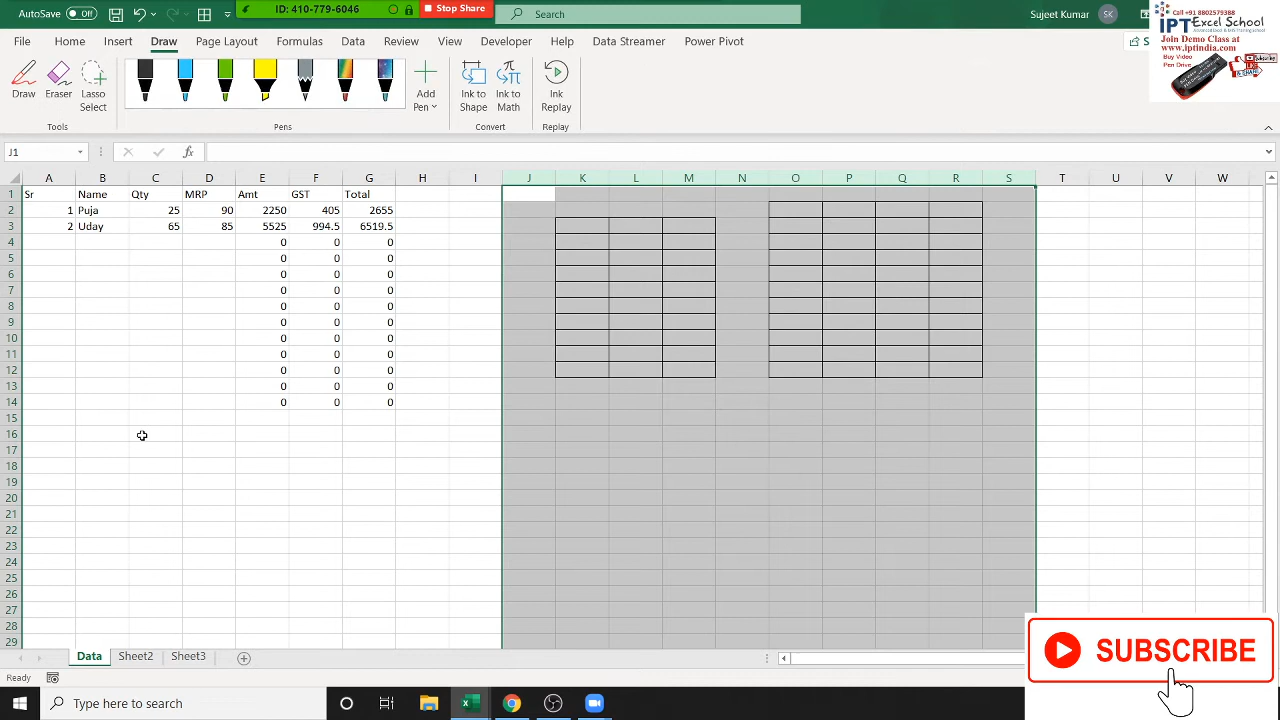 AutoSave Off
ID: 410-779-6046
Stop Share
Search
Sujeet Kumar
SK
File Home Insert Draw Page Layout Formulas Data Review View Developer Help Data Streamer Power Pivot
Draw Eraser Lasso Select Add Pen Ink to Shape Ink to Math Ink Replay
Tools Pens Convert Replay
Call +91 8802579388
IPT Excel School
Advanced Excel & MIS Training School
Join Demo Class at
www.iptindia.com
Buy Video
Pen Drive
J1 fx
A B C D E F G H I J K L M N O P Q R S T U V W
1 Sr Name Qty MRP Amt GST Total
2 1 Puja 25 90 2250 405 2655
3 2 Uday 65 85 5525 994.5 6519.5
4 0 0 0
5 0 0 0
6 0 0 0
7 0 0 0
8 0 0 0
9 0 0 0
10 0 0 0
11 0 0 0
12 0 0 0
13 0 0 0
14 0 0 0
15
16
17
18
19
20
21
22
23
24
25
26
27
28
29
Data Sheet2 Sheet3
Ready
SUBSCRIBE
Type here to search